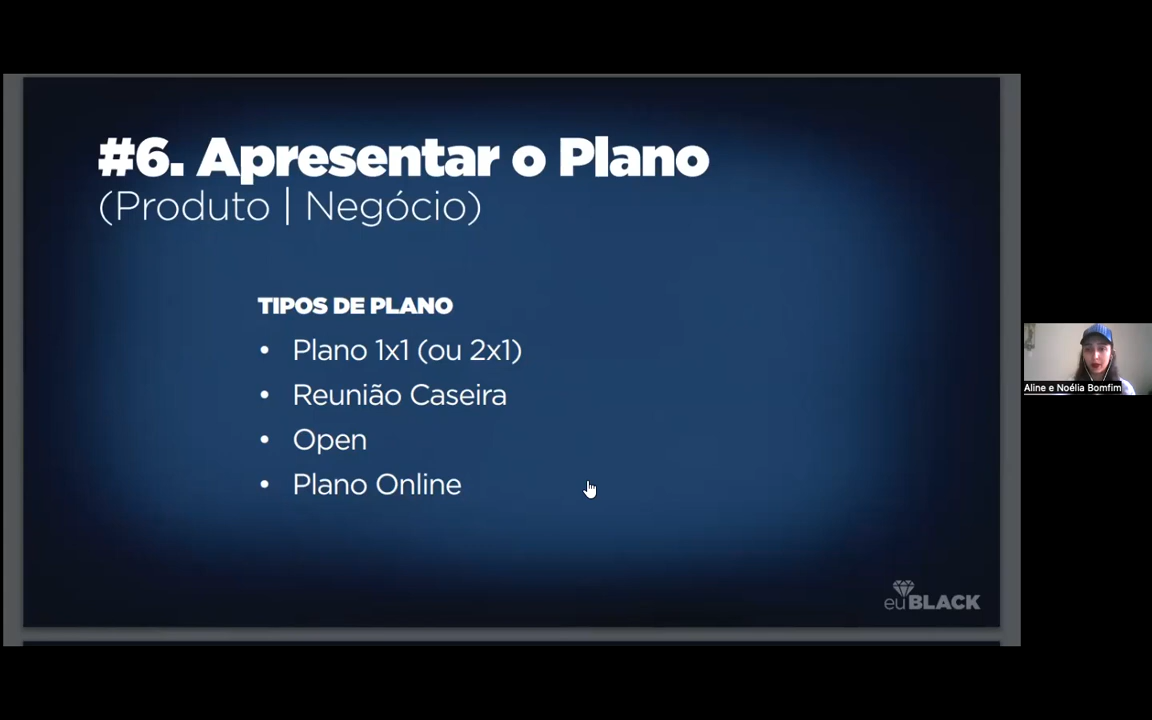 #6. Apresentar o Plano
(Produto | Negócio)
TIPOS DE PLANO
• Plano 1x1 (ou 2x1)
• Reunião Caseira
• Open
• Plano Online
euBLACK
Aline e Noélia Bomfim